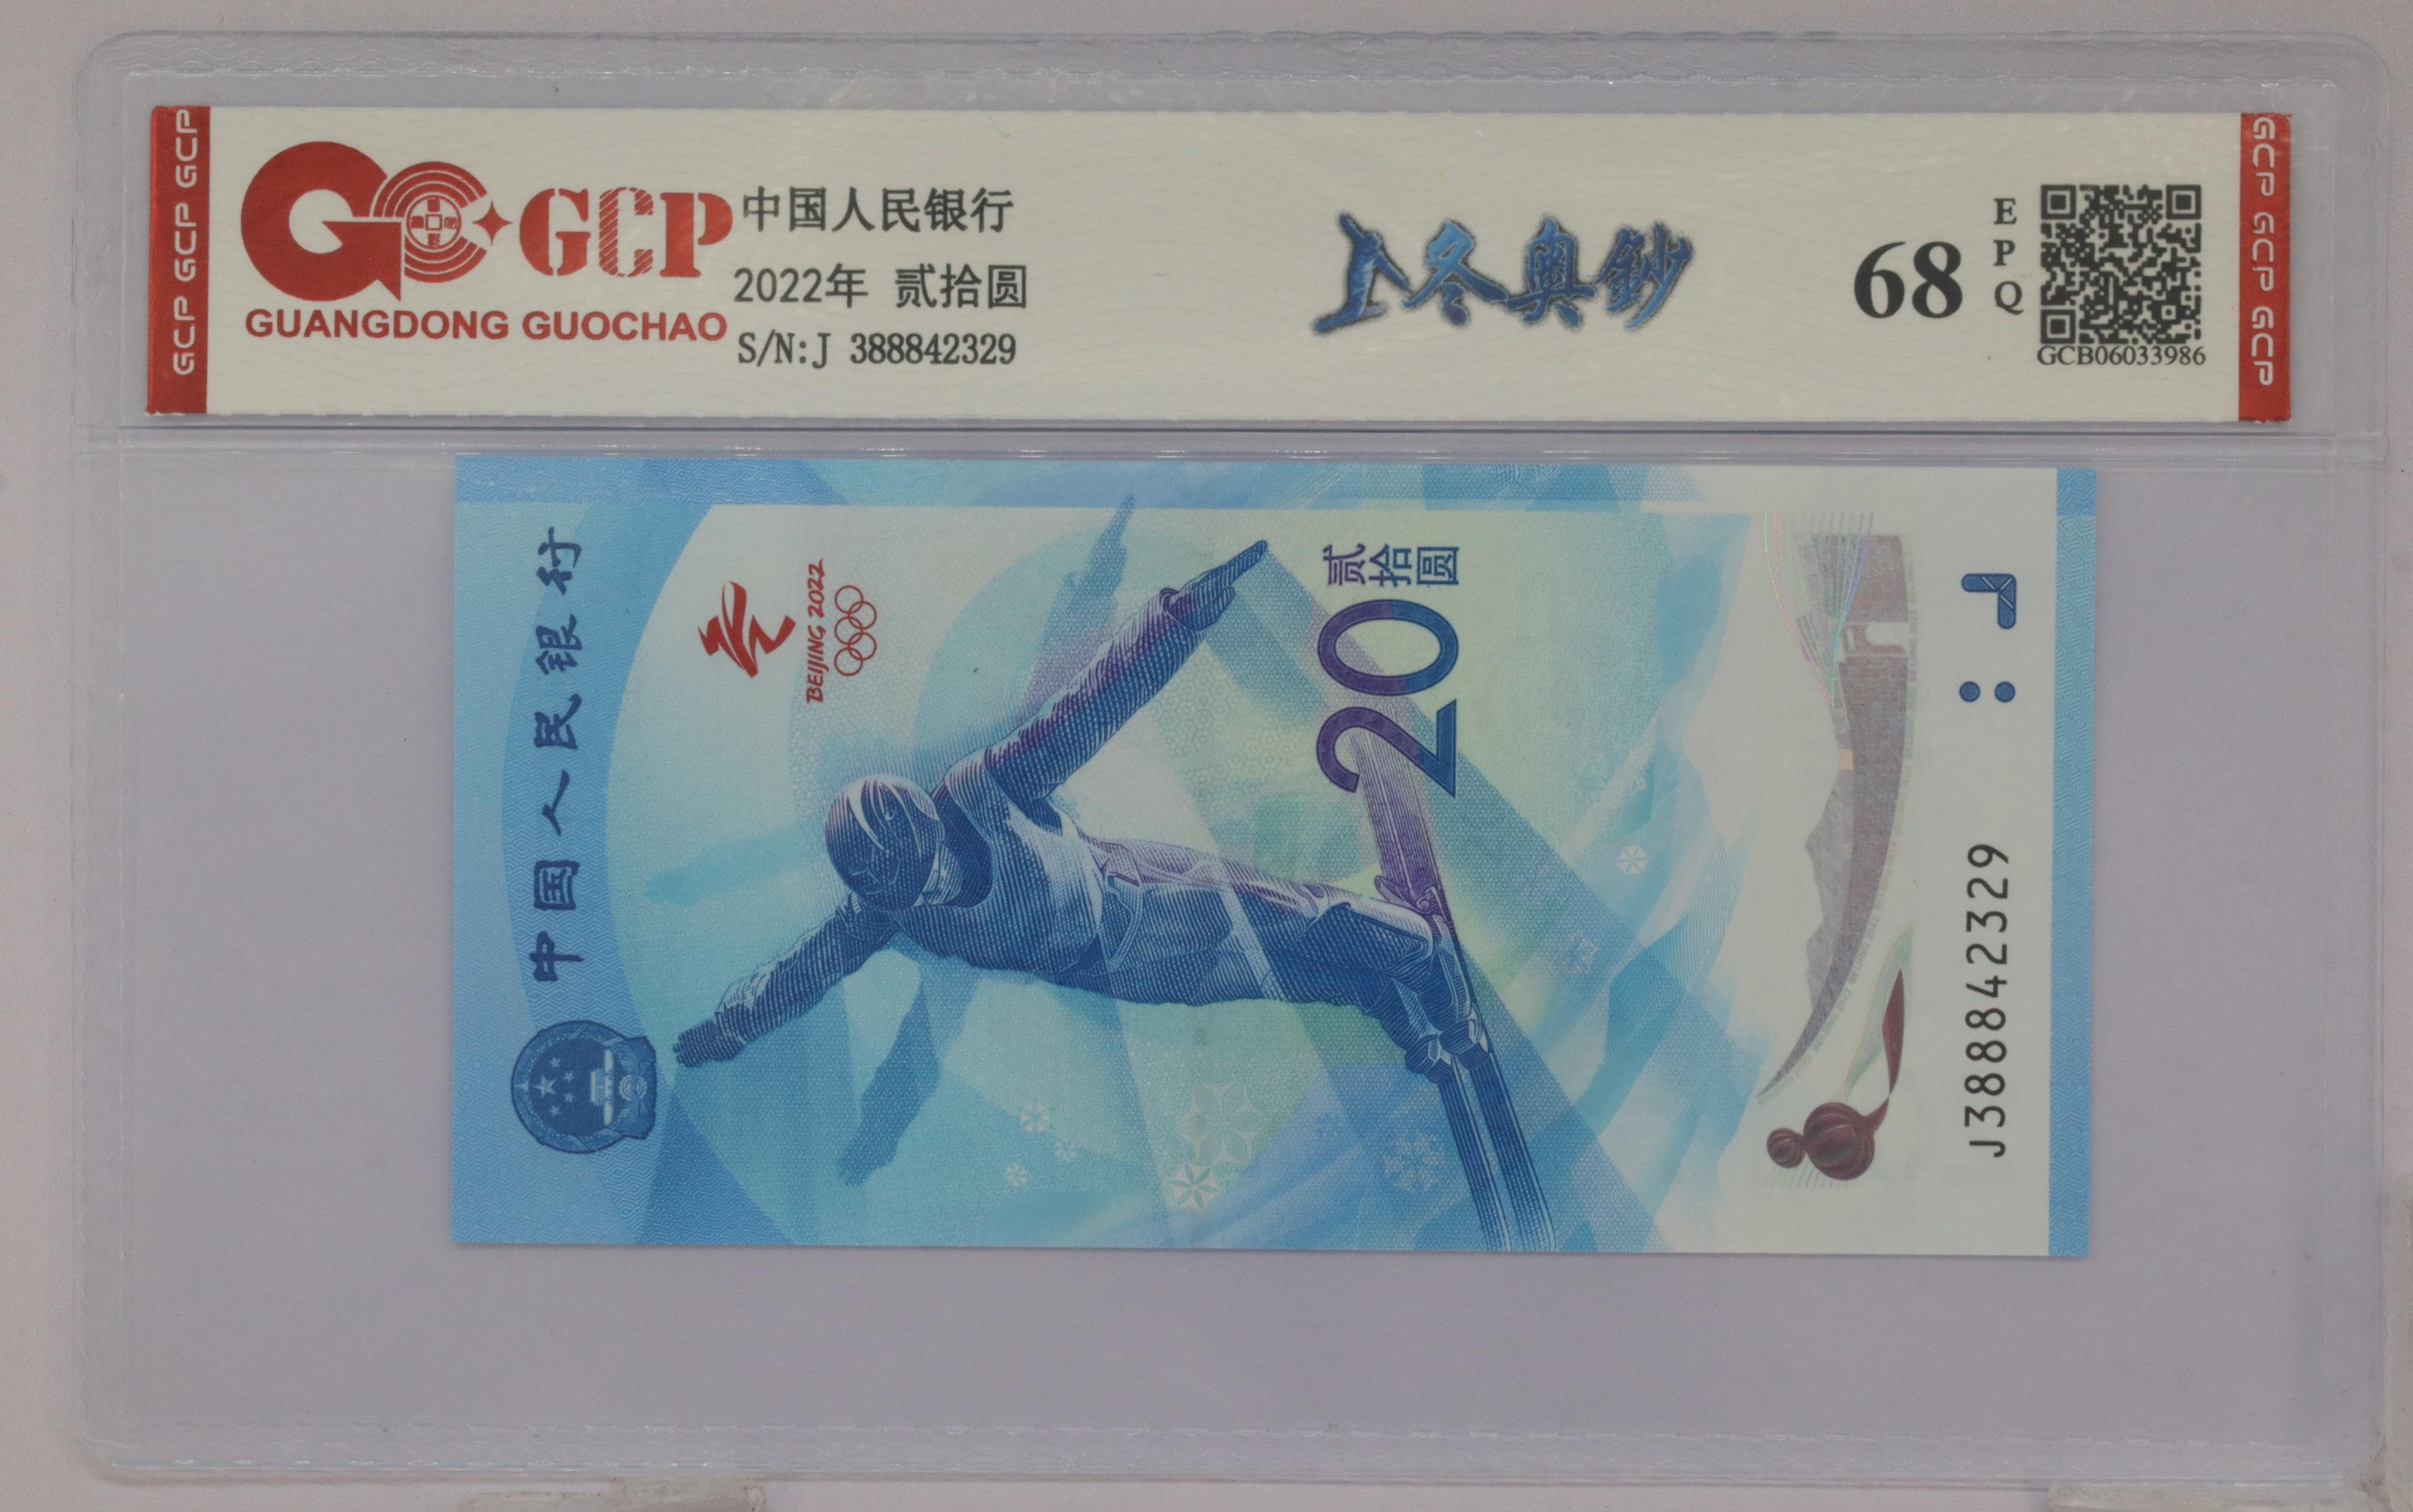 GCP GCP GCP
GCP
GUANGDONG GUOCHAO
中国人民银行
2022年 贰拾圆
S/N:J 388842329
冬奥鈔
68
EPQ
GCB06033986
GCP GCP GCP
中国人民银行
BEIJING 2022
贰拾圆
20
J388842329